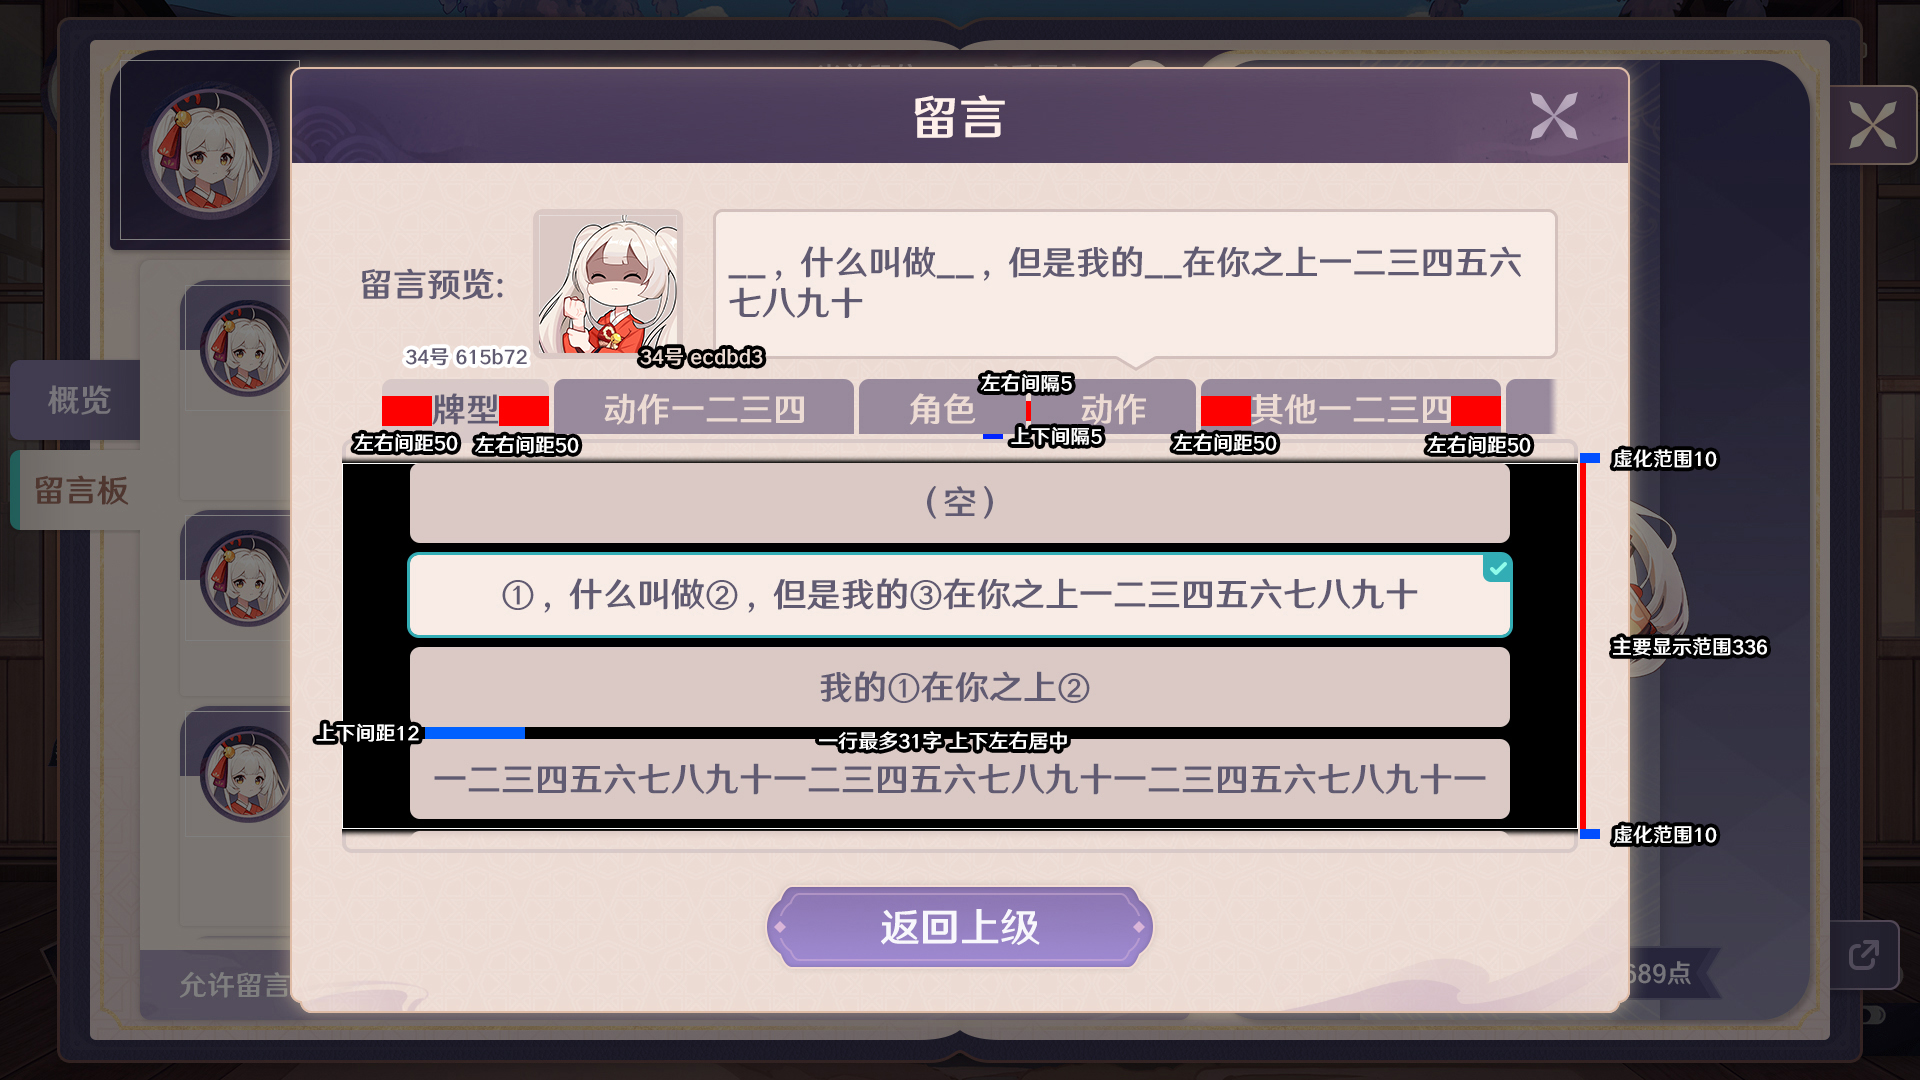 留言
留言预览:
__，什么叫做__，但是我的__在你之上一二三四五六
七八九十
34号 615b72
34号 ecdbd3
左右间隔5
牌型
动作一二三四
角色
动作
其他一二三四
左右间距50
左右间距50
上下间隔5
左右间距50
左右间距50
虚化范围10
概览
留言板
（空）
①，什么叫做②，但是我的③在你之上一二三四五六七八九十
主要显示范围336
我的①在你之上②
上下间距12
一行最多31字 上下左右居中
一二三四五六七八九十一二三四五六七八九十一二三四五六七八九十一
虚化范围10
返回上级
允许留言
689点